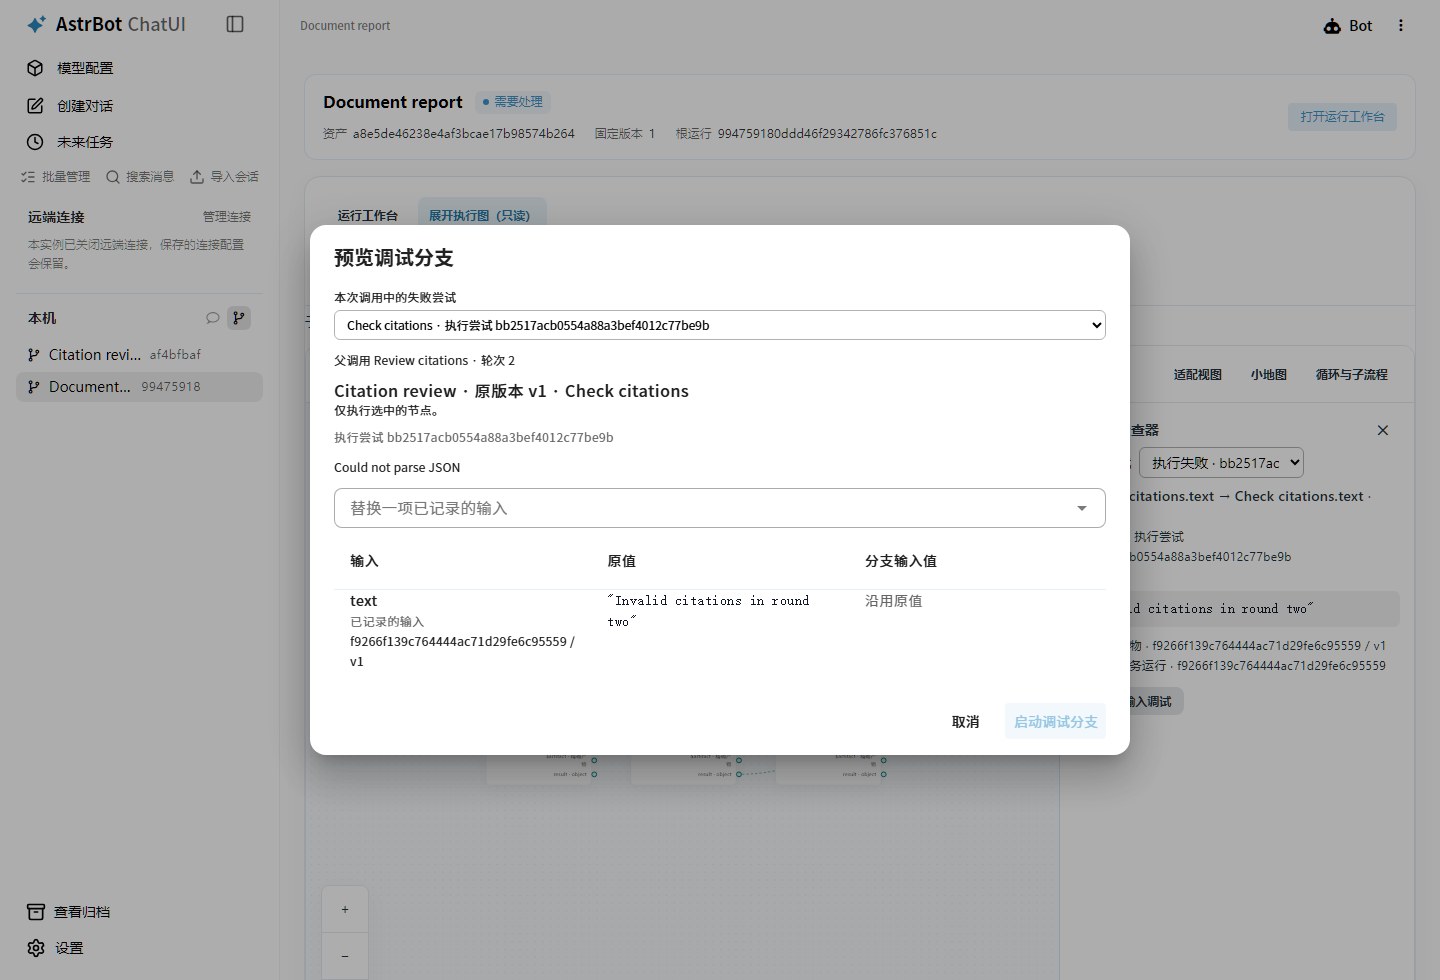 AstrBot ChatUI
模型配置
创建对话
未来任务
批量管理 搜索消息 导入会话
远端连接 管理连接
本实例已关闭远端连接，保存的连接配置
会保留。
本机
Citation revi... af4bfbaf
Document... 99475918
查看归档
设置
Document report
Bot
Document report 需要处理
资产 a8e5de46238e4af3bcae17b98574b264 固定版本 1 根运行 994759180ddd46f29342786fc376851c
打开运行工作台
运行工作台 展开执行图（只读）
预览调试分支
本次调用中的失败尝试
Check citations · 执行尝试 bb2517acb0554a88a3bef4012c77be9b
父调用 Review citations · 轮次 2
Citation review · 原版本 v1 · Check citations
仅执行选中的节点。
执行尝试 bb2517acb0554a88a3bef4012c77be9b
Could not parse JSON
替换一项已记录的输入
输入 原值 分支输入值
text "Invalid citations in round 沿用原值
已记录的输入 two"
f9266f139c764444ac71d29fe6c95559 /
v1
取消 启动调试分支
适配视图 小地图 循环与子流程
查器
执行失败 · bb2517ac
citations.text → Check citations.text ·
执行尝试
b0554a88a3bef4012c77be9b
d citations in round two"
物 · f9266f139c764444ac71d29fe6c95559 / v1
务运行 · f9266f139c764444ac71d29fe6c95559
输入调试
result · object result · object result · object
+
−